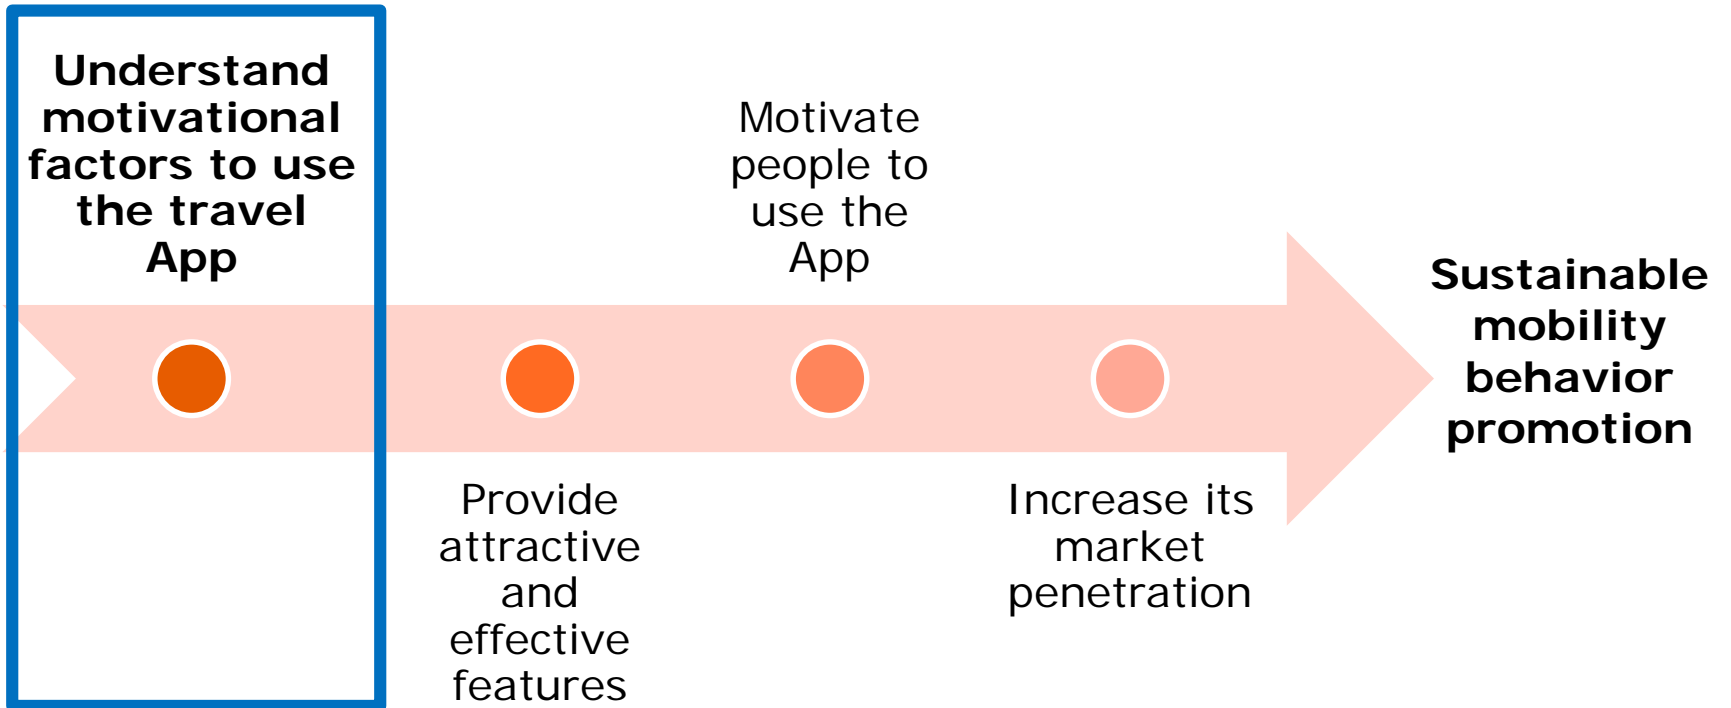 Understand
motivational
factors to use
the travel
App
Provide
attractive
and
effective
features
Motivate
people to
use the
App
Increase its
market
penetration
Sustainable
mobility
behavior
promotion